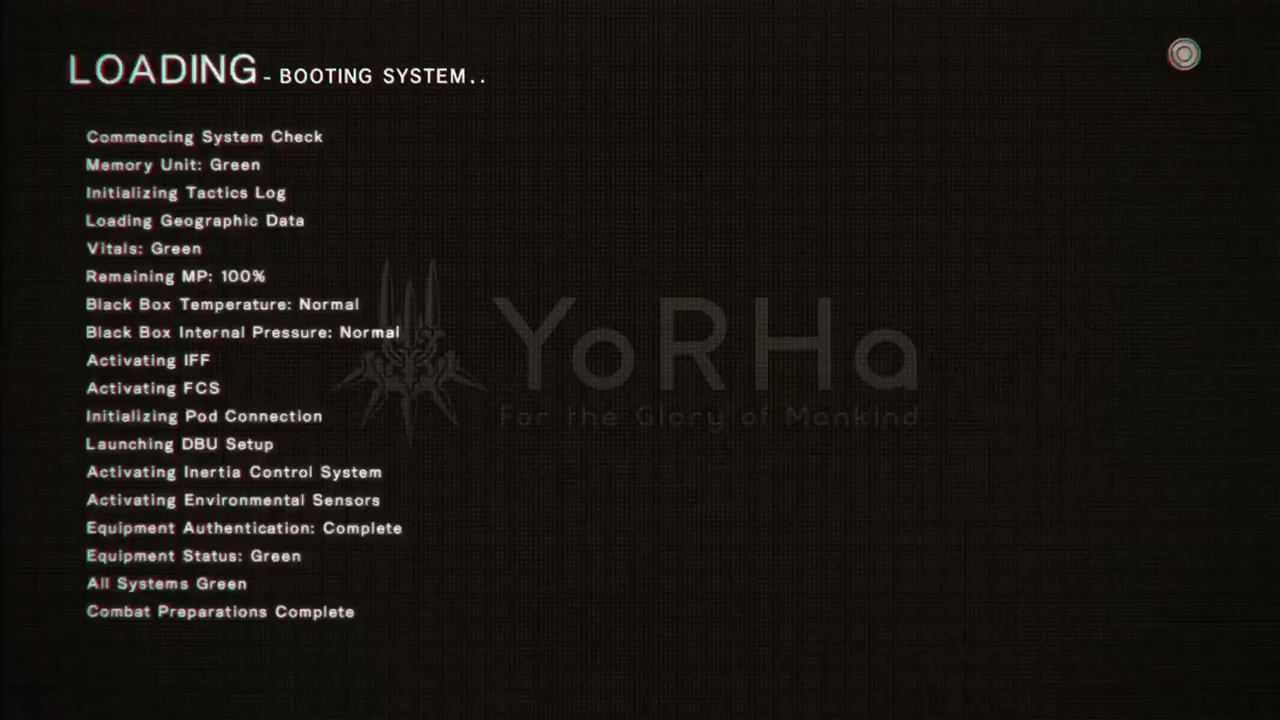 LOADING - BOOTING SYSTEM..
Commencing System Check
Memory Unit: Green
Initializing Tactics Log
Loading Geographic Data
Vitals: Green
Remaining MP: 100%
Black Box Temperature: Normal
Black Box Internal Pressure: Normal
Activating IFF
Activating FCS
Initializing Pod Connection
Launching DBU Setup
Activating Inertia Control System
Activating Environmental Sensors
Equipment Authentication: Complete
Equipment Status: Green
All Systems Green
Combat Preparations Complete
YoRHa
For the Glory of Mankind